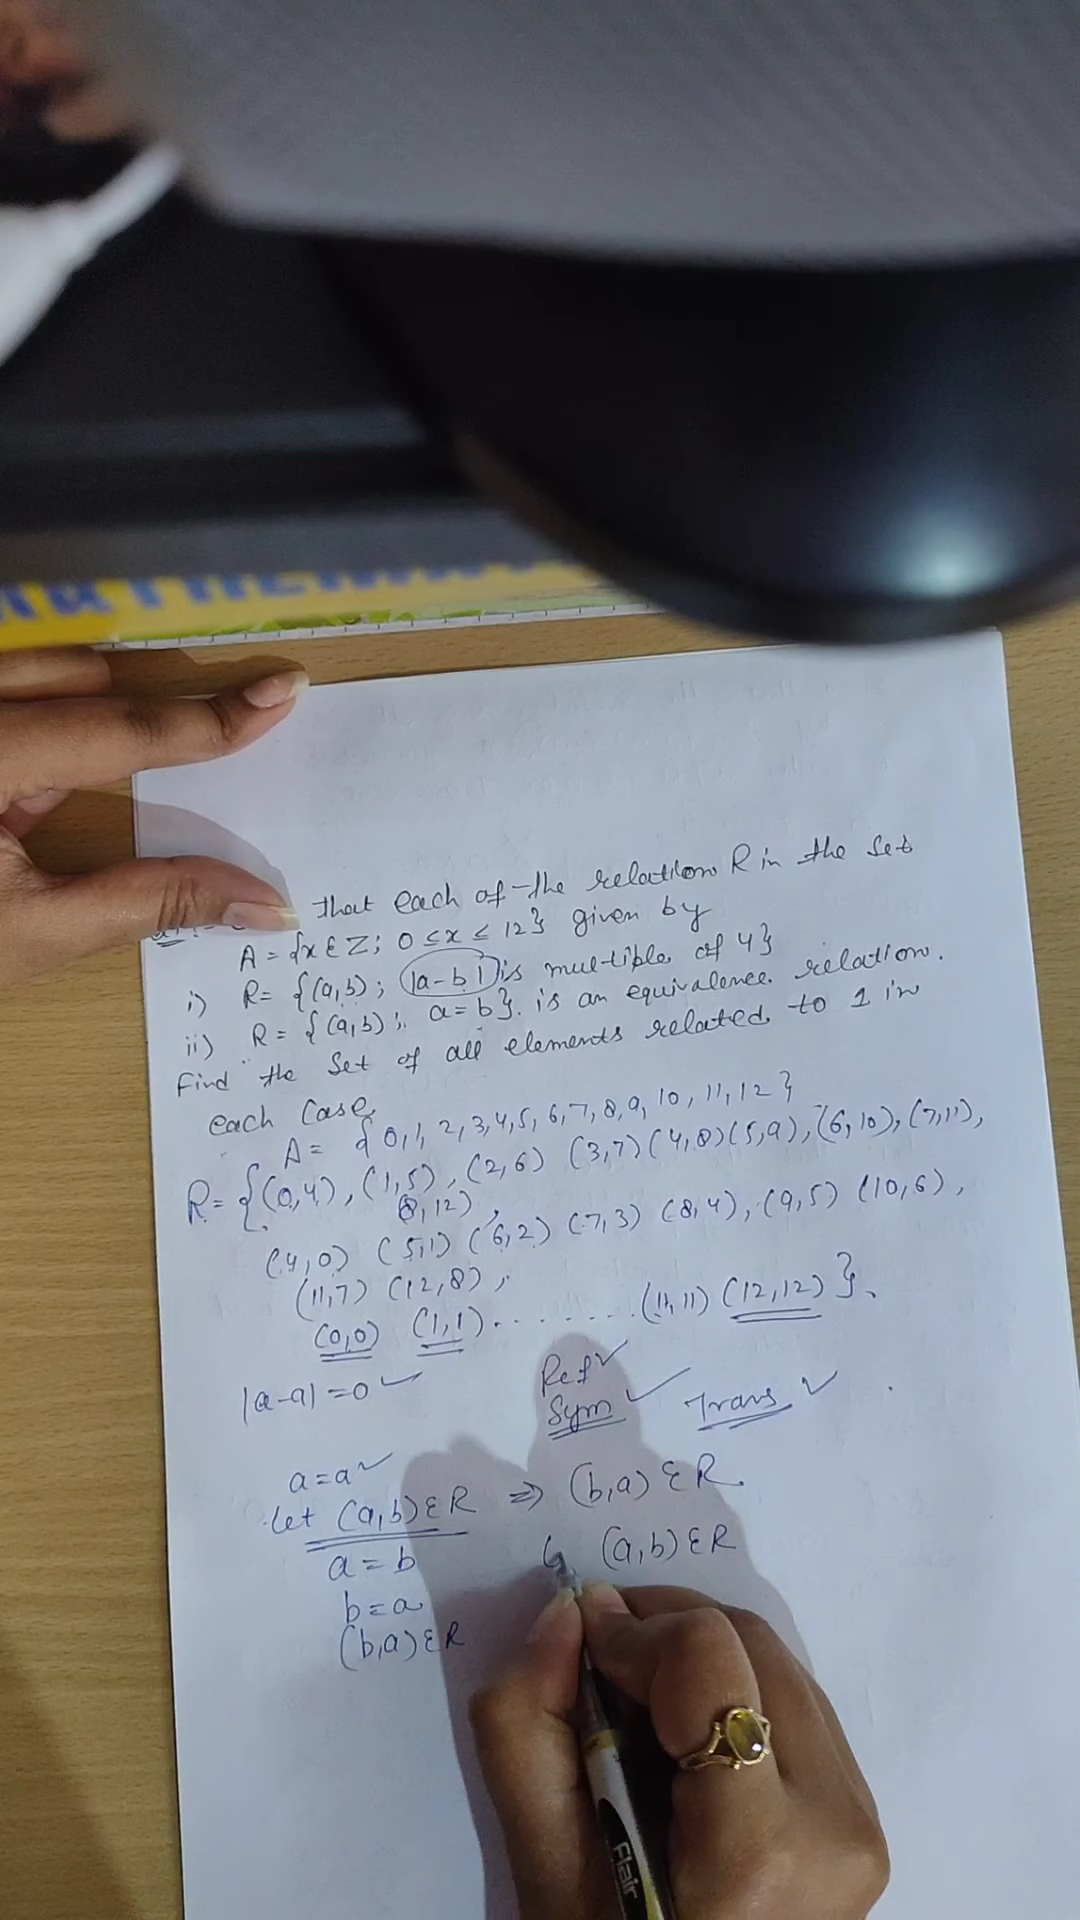 that each of the relation R in the set
A = {x ∈ Z; 0 ≤ x ≤ 12} given by
i) R = {(a,b); |a-b| is multiple of 4}
ii) R = {(a,b); a = b}. is an equivalence relation.
Find the set of all elements related to 1 in
each case.
A = {0, 1, 2, 3, 4, 5, 6, 7, 8, 9, 10, 11, 12}
R = {(0,4), (1,5), (2,6) (3,7) (4,8) (5,9), (6,10), (7,11),
(8,12),
(4,0) (5,1) (6,2) (7,3) (8,4), (9,5) (10,6),
(11,7) (12,8),
(0,0) (1,1) ........ (11,11) (12,12)}.
|a-a| = 0 ✓ Ref ✓
Sym ✓ Trans ✓
a = a ✓
Let (a,b) ∈ R ⇒ (b,a) ∈ R
a = b (a,b) ∈ R
b = a
(b,a) ∈ R
Flair